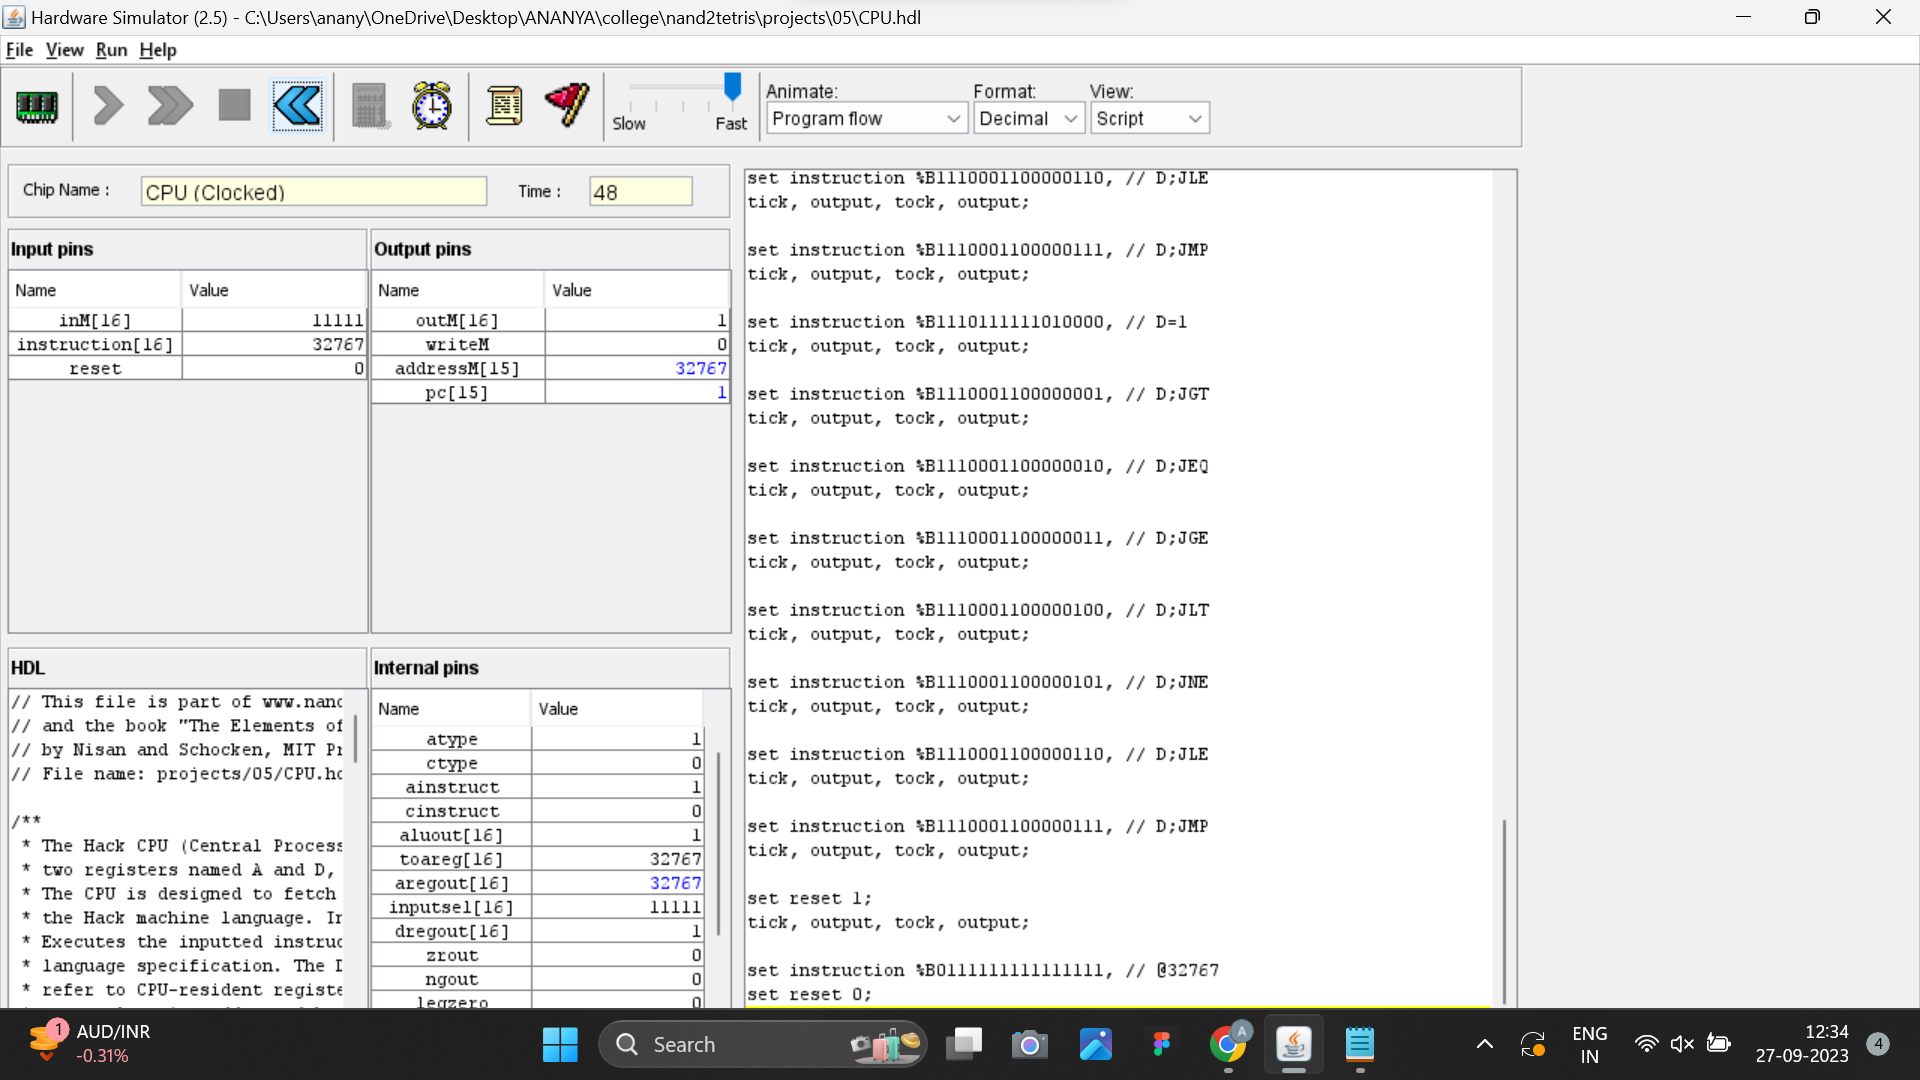 Hardware Simulator (2.5) - C:\Users\anany\OneDrive\Desktop\ANANYA\college\nand2tetris\projects\05\CPU.hdl
File View Run Help
Slow Fast
Animate: Format: View:
Program flow Decimal Script
Chip Name : CPU (Clocked) Time : 48
Input pins
Name Value
inM[16] 11111
instruction[16] 32767
reset 0
Output pins
Name Value
outM[16] 1
writeM 0
addressM[15] 32767
pc[15] 1
HDL
// This file is part of www.nand
// and the book "The Elements of
// by Nisan and Schocken, MIT Pr
// File name: projects/05/CPU.hd
/**
* The Hack CPU (Central Process
* two registers named A and D,
* The CPU is designed to fetch
* the Hack machine language. In
* Executes the inputted instruc
* language specification. The D
* refer to CPU-resident registe
Internal pins
Name Value
atype 1
ctype 0
ainstruct 1
cinstruct 0
aluout[16] 1
toareg[16] 32767
aregout[16] 32767
inputsel[16] 11111
dregout[16] 1
zrout 0
ngout 0
leqzero 0
set instruction %B1110001100000110, // D;JLE
tick, output, tock, output;
set instruction %B1110001100000111, // D;JMP
tick, output, tock, output;
set instruction %B1110111111010000, // D=1
tick, output, tock, output;
set instruction %B1110001100000001, // D;JGT
tick, output, tock, output;
set instruction %B1110001100000010, // D;JEQ
tick, output, tock, output;
set instruction %B1110001100000011, // D;JGE
tick, output, tock, output;
set instruction %B1110001100000100, // D;JLT
tick, output, tock, output;
set instruction %B1110001100000101, // D;JNE
tick, output, tock, output;
set instruction %B1110001100000110, // D;JLE
tick, output, tock, output;
set instruction %B1110001100000111, // D;JMP
tick, output, tock, output;
set reset 1;
tick, output, tock, output;
set instruction %B0111111111111111, // @32767
set reset 0;
1
AUD/INR
-0.31%
Search
A
ENG
IN
12:34
27-09-2023
4